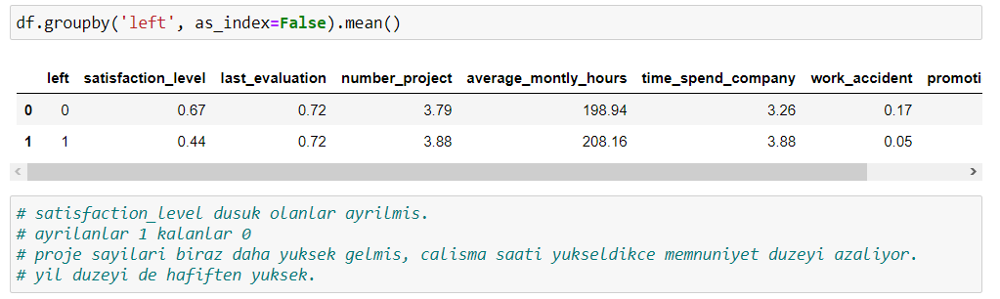 df.groupby('left', as_index=False).mean()
left satisfaction_level last_evaluation number_project average_montly_hours time_spend_company work_accident promoti
0 0 0.67 0.72 3.79 198.94 3.26 0.17
1 1 0.44 0.72 3.88 208.16 3.88 0.05
# satisfaction_level dusuk olanlar ayrilmis.
# ayrilanlar 1 kalanlar 0
# proje sayilari biraz daha yuksek gelmis, calisma saati yukseldikce memnuniyet duzeyi azaliyor.
# yil duzeyi de hafiften yuksek.